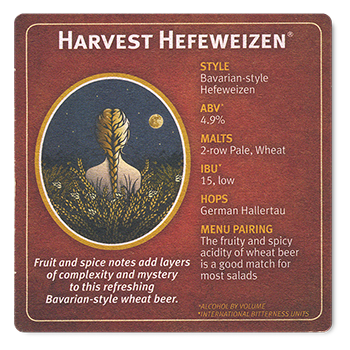 HARVEST HEFEWEIZEN®
STYLE
Bavarian-style
Hefeweizen
ABV*
4.9%
MALTS
2-row Pale, Wheat
IBU*
15, low
HOPS
German Hallertau
MENU PAIRING
The fruity and spicy
acidity of wheat beer
is a good match for
most salads
Fruit and spice notes add layers
of complexity and mystery
to this refreshing
Bavarian-style wheat beer.
*ALCOHOL BY VOLUME
*INTERNATIONAL BITTERNESS UNITS